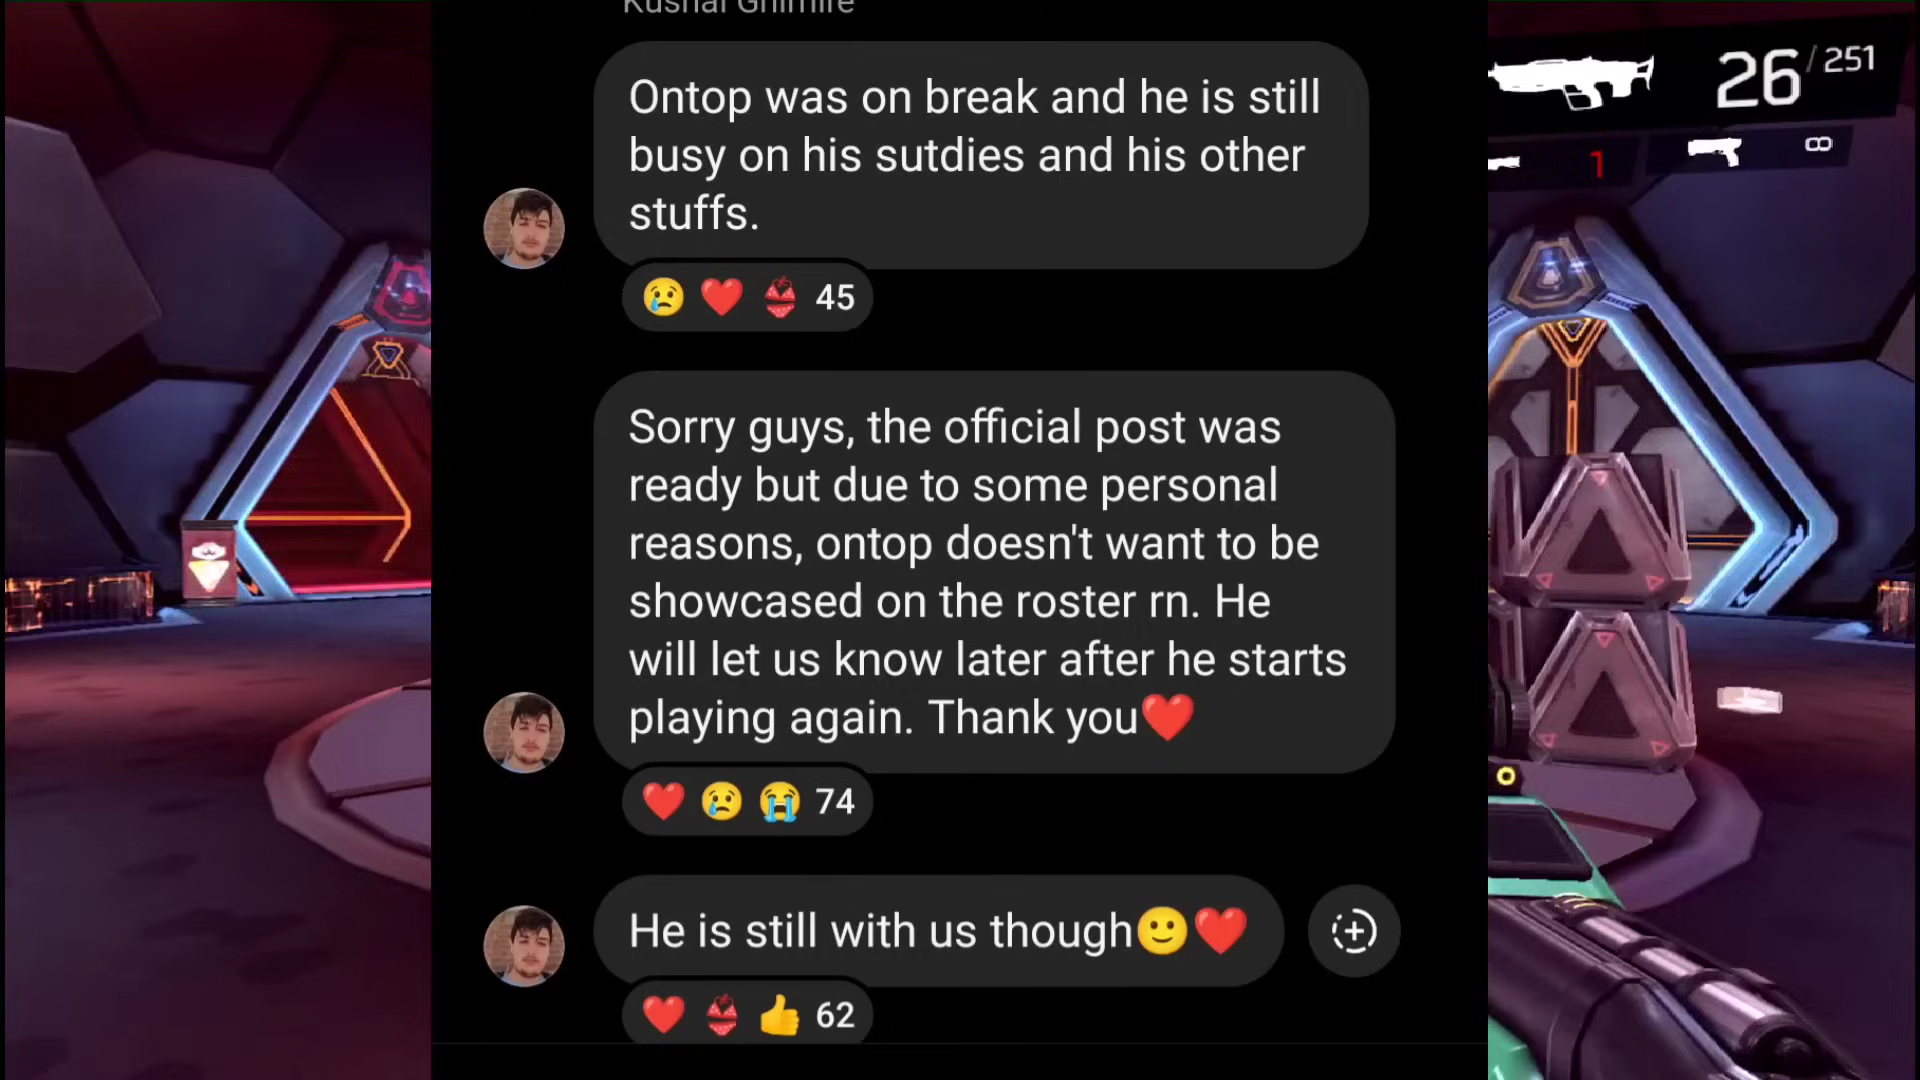 Kushal Ghimire
Ontop was on break and he is still
busy on his sutdies and his other
stuffs.
😢 ❤️ 👙 45
Sorry guys, the official post was
ready but due to some personal
reasons, ontop doesn't want to be
showcased on the roster rn. He
will let us know later after he starts
playing again. Thank you❤️
❤️ 😢 😭 74
He is still with us though🙂❤️
❤️ 👙 👍 62
26/251
1
∞